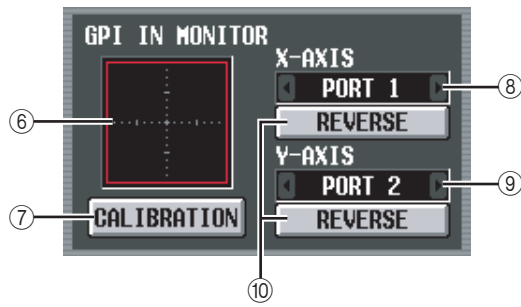 GPI IN MONITOR
X-AXIS
⑥
PORT 1
⑧
REVERSE
Y-AXIS
PORT 2
⑨
⑦
CALIBRATION
REVERSE
⑩